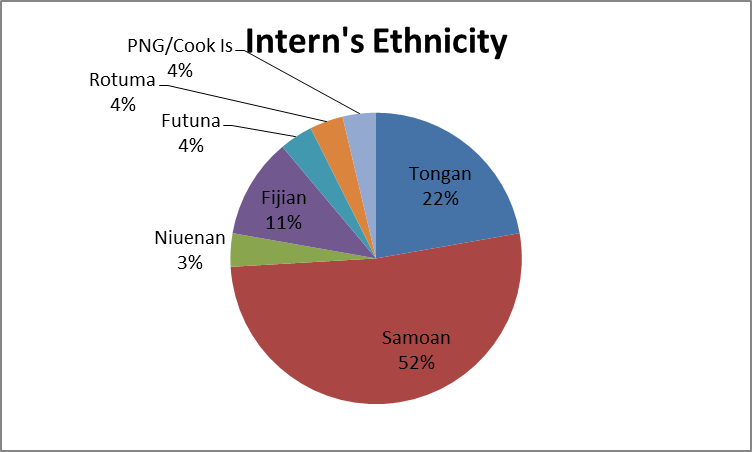 Intern's Ethnicity
PNG/Cook Is
4%
Rotuma
4%
Futuna
4%
Tongan
22%
Fijian
11%
Niuenan
3%
Samoan
52%